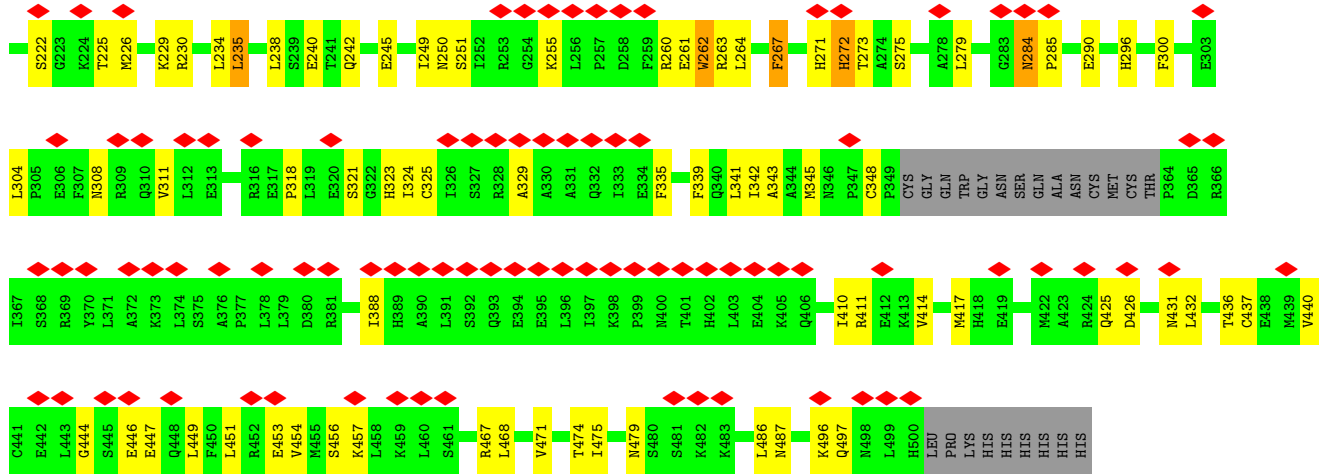 S222 G223 K224 T225 M226 K229 R230 L234 L235 L238 S239 E240 T241 Q242 E245 I249 N250 S251 I252 R253 G254 K255 L256 P257 D258 F259 R260 E261 W262 R263 L264 F267 H271 H272 T273 A274 S275 A278 L279 G283 N284 P285 E290 H296 F300 E303
L304 P305 E306 F307 N308 R309 Q310 V311 L312 E313 R316 E317 P318 L319 E320 S321 G322 H323 I324 C325 I326 S327 R328 A329 A330 A331 Q332 I333 E334 F335 F339 Q340 L341 I342 A343 A344 M345 N346 P347 C348 P349 CYS GLY GLN TRP GLY ASN SER GLN ALA ASN CYS MET CYS THR P364 D365 R366
I367 S368 R369 Y370 L371 A372 K373 L374 S375 A376 P377 L378 L379 D380 R381 I388 H389 A390 L391 S392 Q393 E394 E395 L396 I397 K398 P399 N400 T401 H402 L403 E404 K405 Q406 I410 R411 E412 K413 V414 M417 H418 E419 M422 A423 R424 Q425 D426 N431 L432 T436 C437 E438 M439 V440
C441 E442 L443 G444 S445 E446 E447 Q448 L449 F450 L451 R452 E453 V454 M455 S456 K457 L458 K459 L460 S461 R467 L468 V471 T474 I475 N479 S480 S481 K482 K483 L486 N487 K496 Q497 N498 L499 H500 LEU PRO LYS HIS HIS HIS HIS HIS HIS